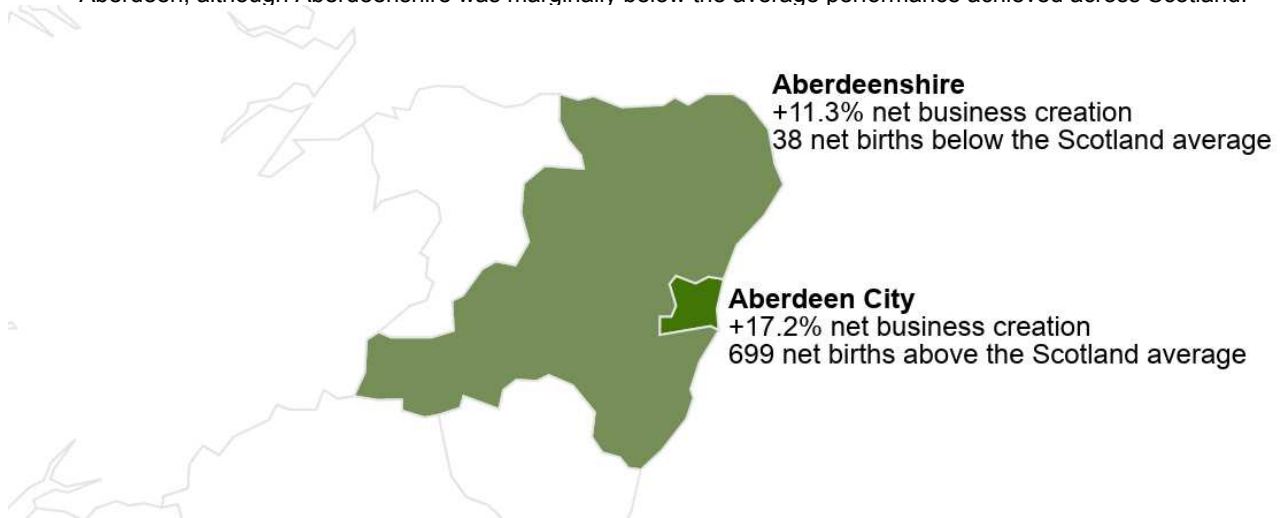 Aberdeen, although Aberdeenshire was marginally below the average performance achieved across Scotland.
Aberdeenshire
+11.3% net business creation
38 net births below the Scotland average
Aberdeen City
+17.2% net business creation
699 net births above the Scotland average